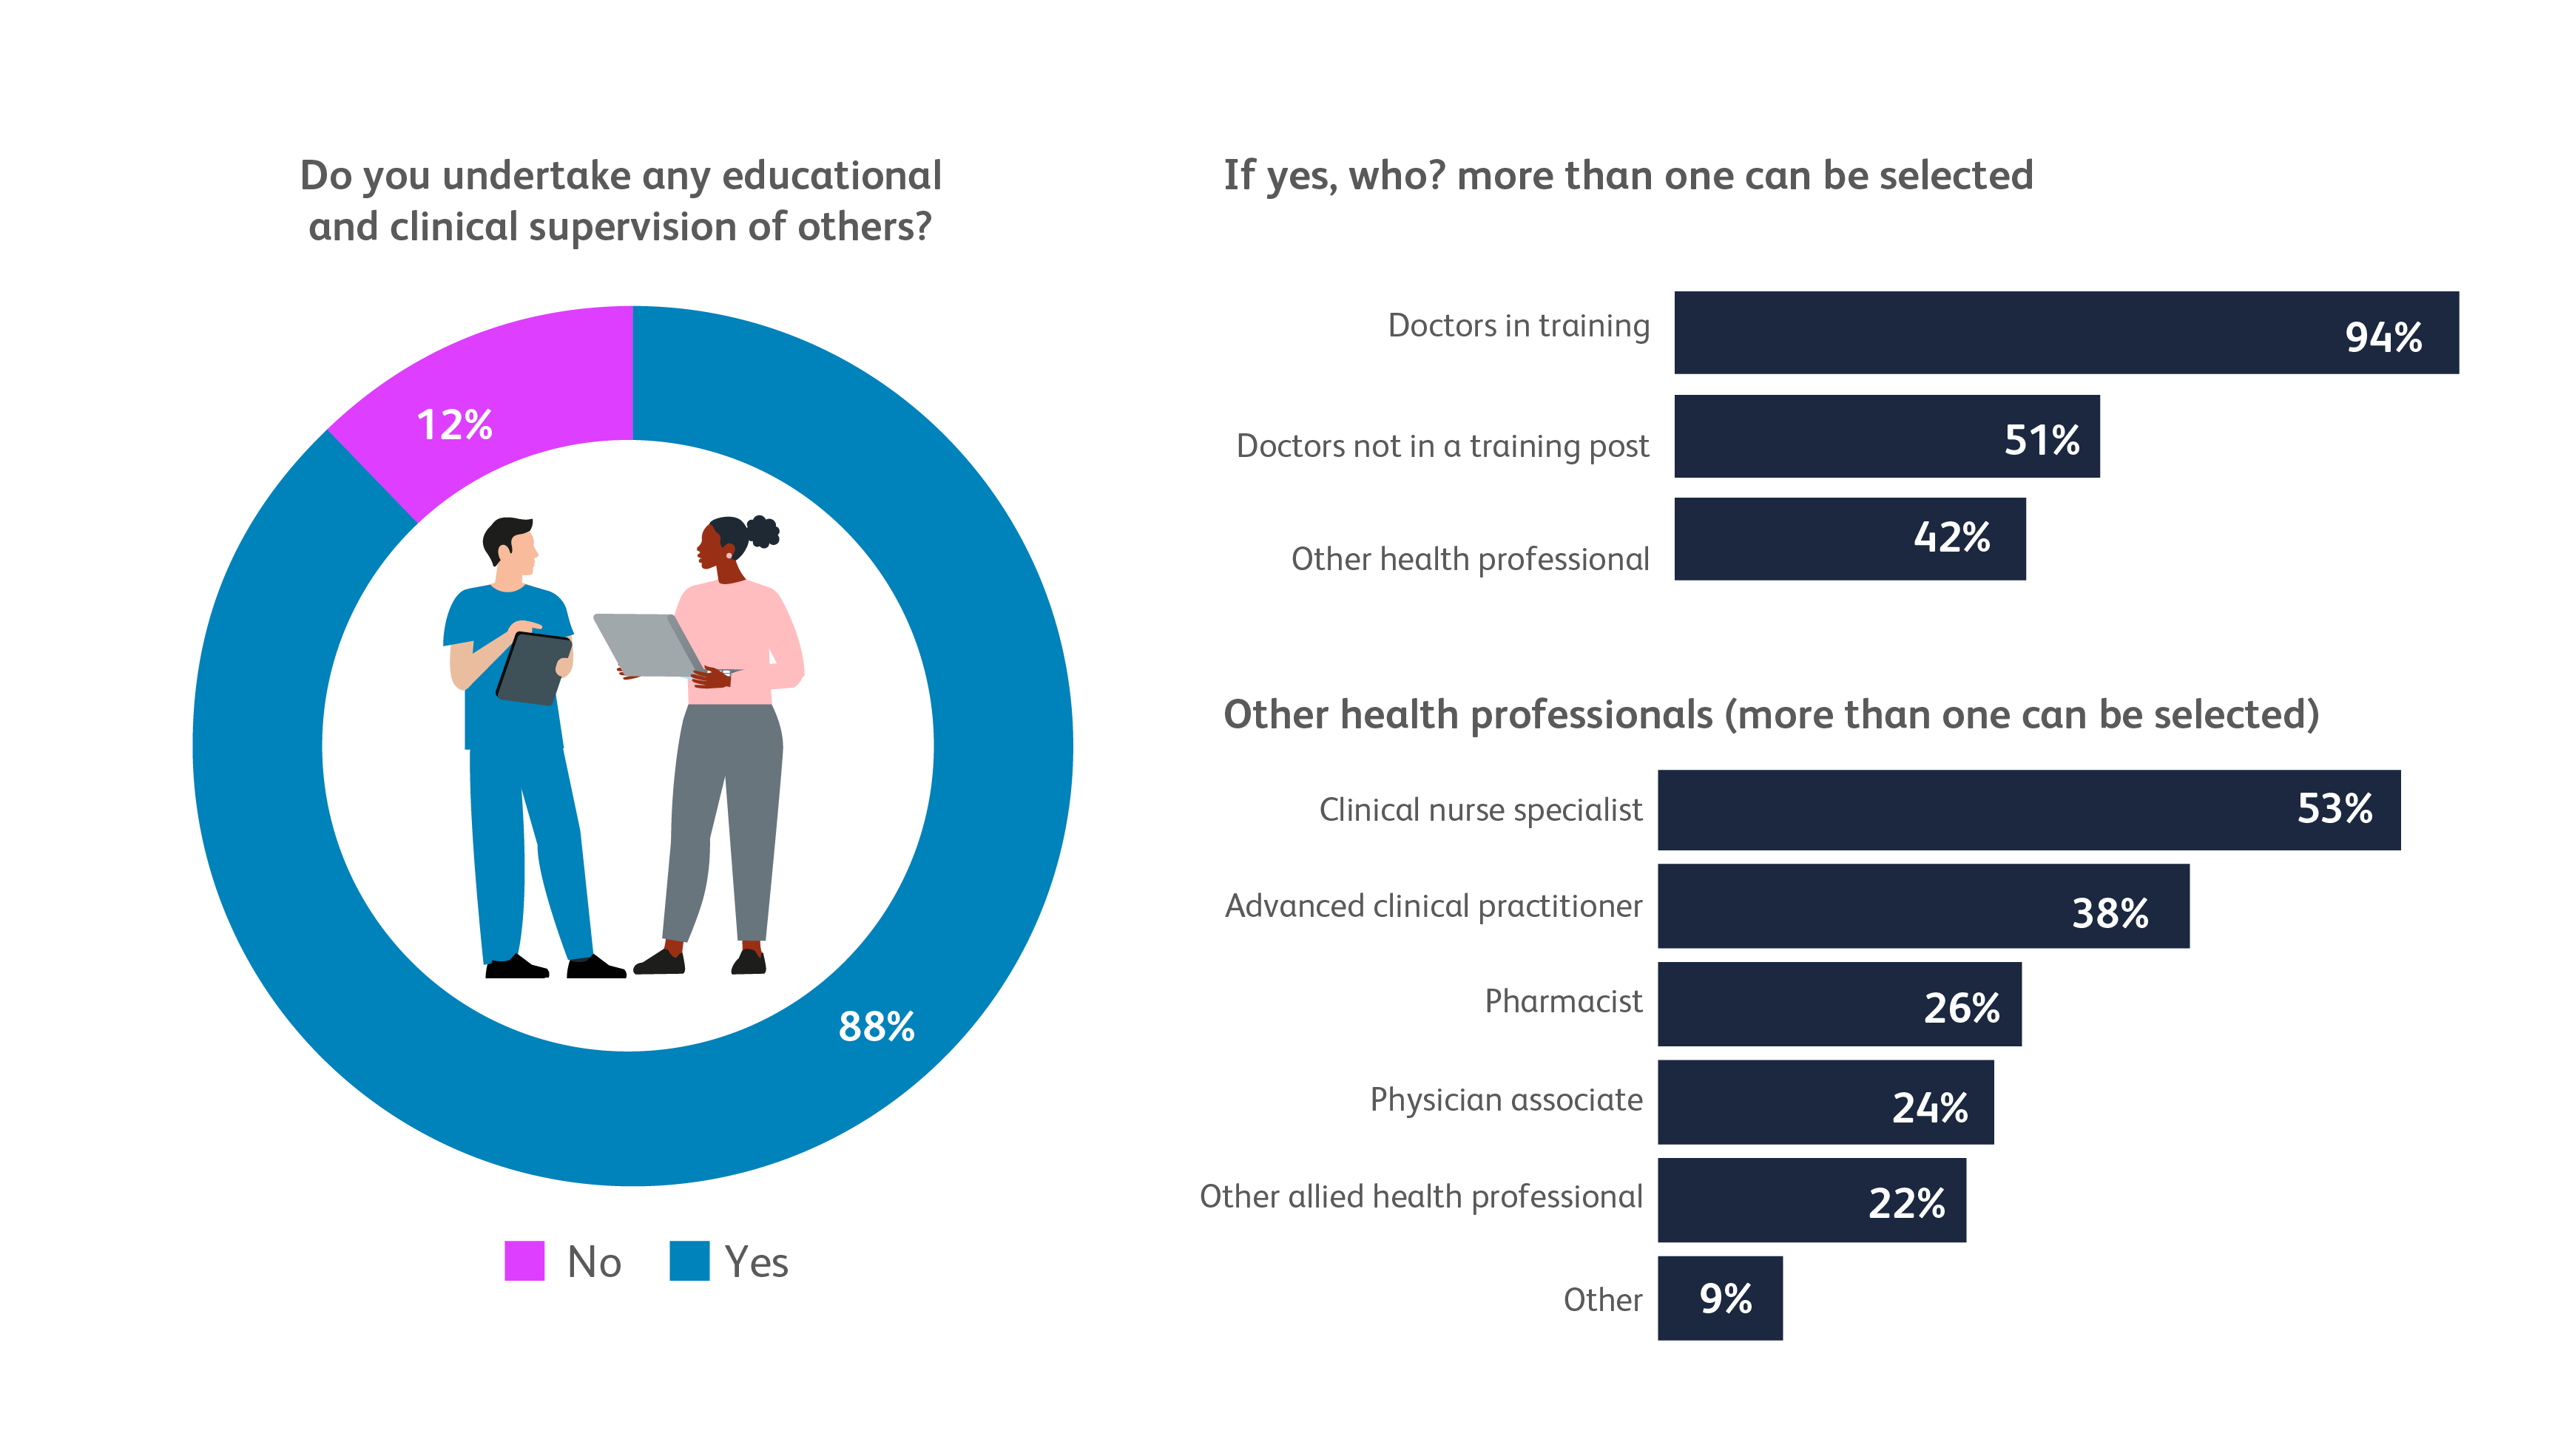 Do you undertake any educational
and clinical supervision of others?
12%
88%
No
Yes
If yes, who? more than one can be selected
Doctors in training
94%
Doctors not in a training post
51%
Other health professional
42%
Other health professionals (more than one can be selected)
Clinical nurse specialist
53%
Advanced clinical practitioner
38%
Pharmacist
26%
Physician associate
24%
Other allied health professional
22%
Other
9%